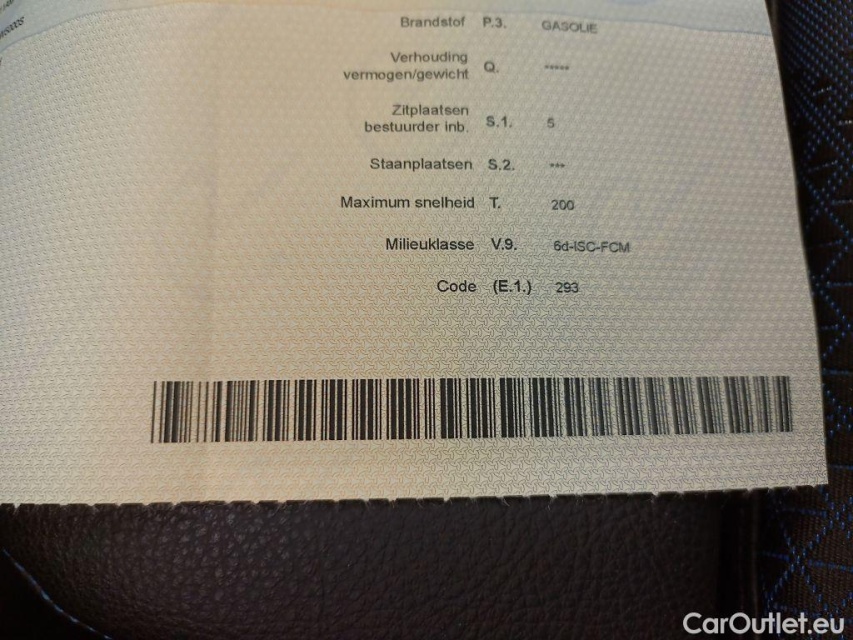 Brandstof P.3. GASOLIE
Verhouding
vermogen/gewicht Q. -----
Zitplaatsen
bestuurder inb. S.1. 5
Staanplaatsen S.2. ---
Maximum snelheid T. 200
Milieuklasse V.9. 6d-ISC-FCM
Code (E.1.) 293
CarOutlet.eu